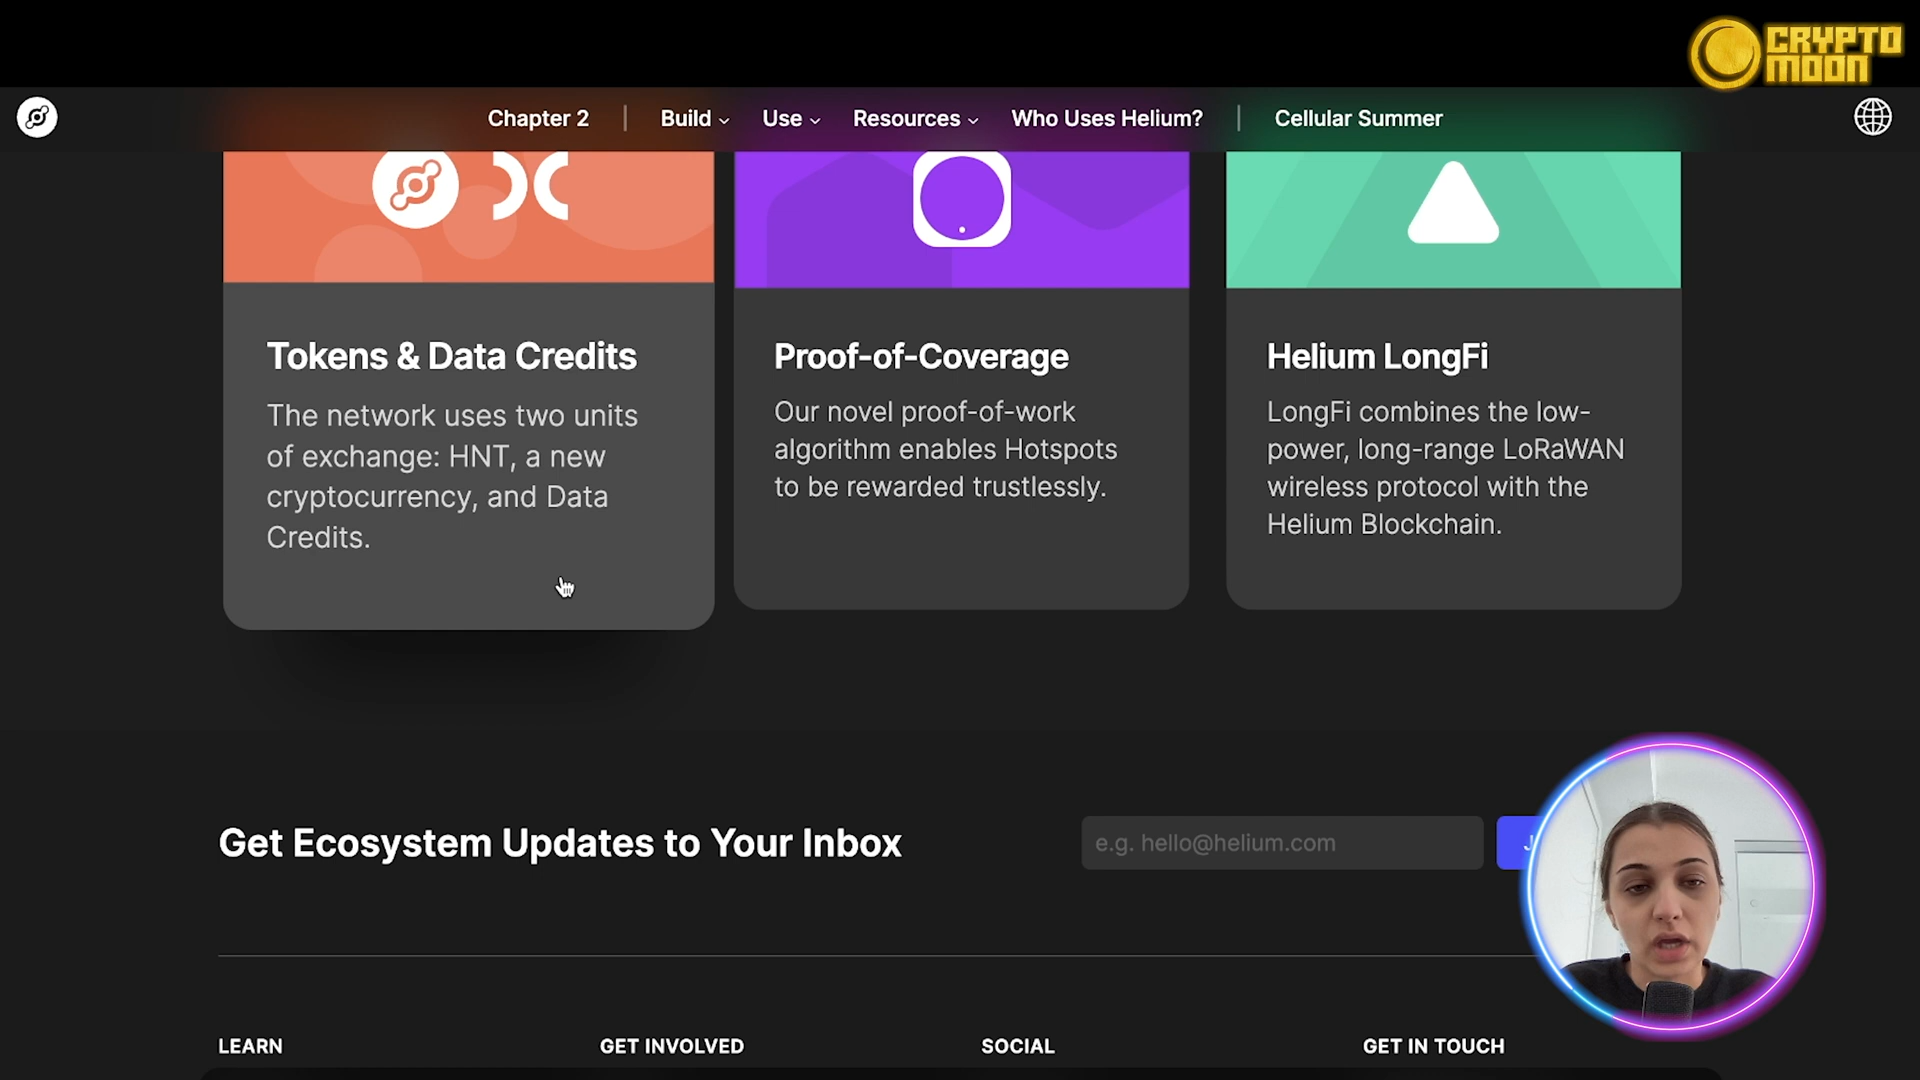 CRYPTO
MOON
Chapter 2 | Build Use Resources Who Uses Helium? | Cellular Summer
Tokens & Data Credits
The network uses two units
of exchange: HNT, a new
cryptocurrency, and Data
Credits.
Proof-of-Coverage
Our novel proof-of-work
algorithm enables Hotspots
to be rewarded trustlessly.
Helium LongFi
LongFi combines the low-
power, long-range LoRaWAN
wireless protocol with the
Helium Blockchain.
Get Ecosystem Updates to Your Inbox
e.g. hello@helium.com
LEARN
GET INVOLVED
SOCIAL
GET IN TOUCH